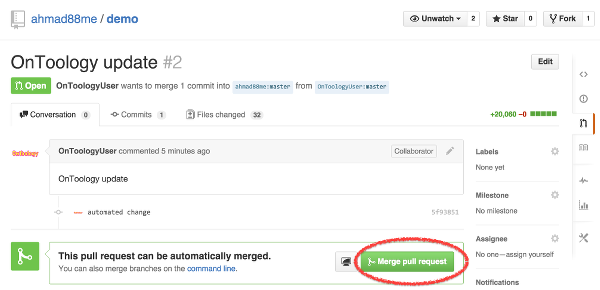 ahmad88me / demo
Unwatch 2 Star 0 Fork 1
OnToology update #2
Edit
Open OnToologyUser wants to merge 1 commit into ahmad88me:master from OnToologyUser:master
Conversation 0 Commits 1 Files changed 32 +20,060 −0
OnToology
OnToologyUser commented 5 minutes ago Collaborator
Labels
None yet
OnToology update
Milestone
No milestone
automated change 5f93851
Assignee
No one—assign yourself
This pull request can be automatically merged.
You can also merge branches on the command line.
Merge pull request
Notifications